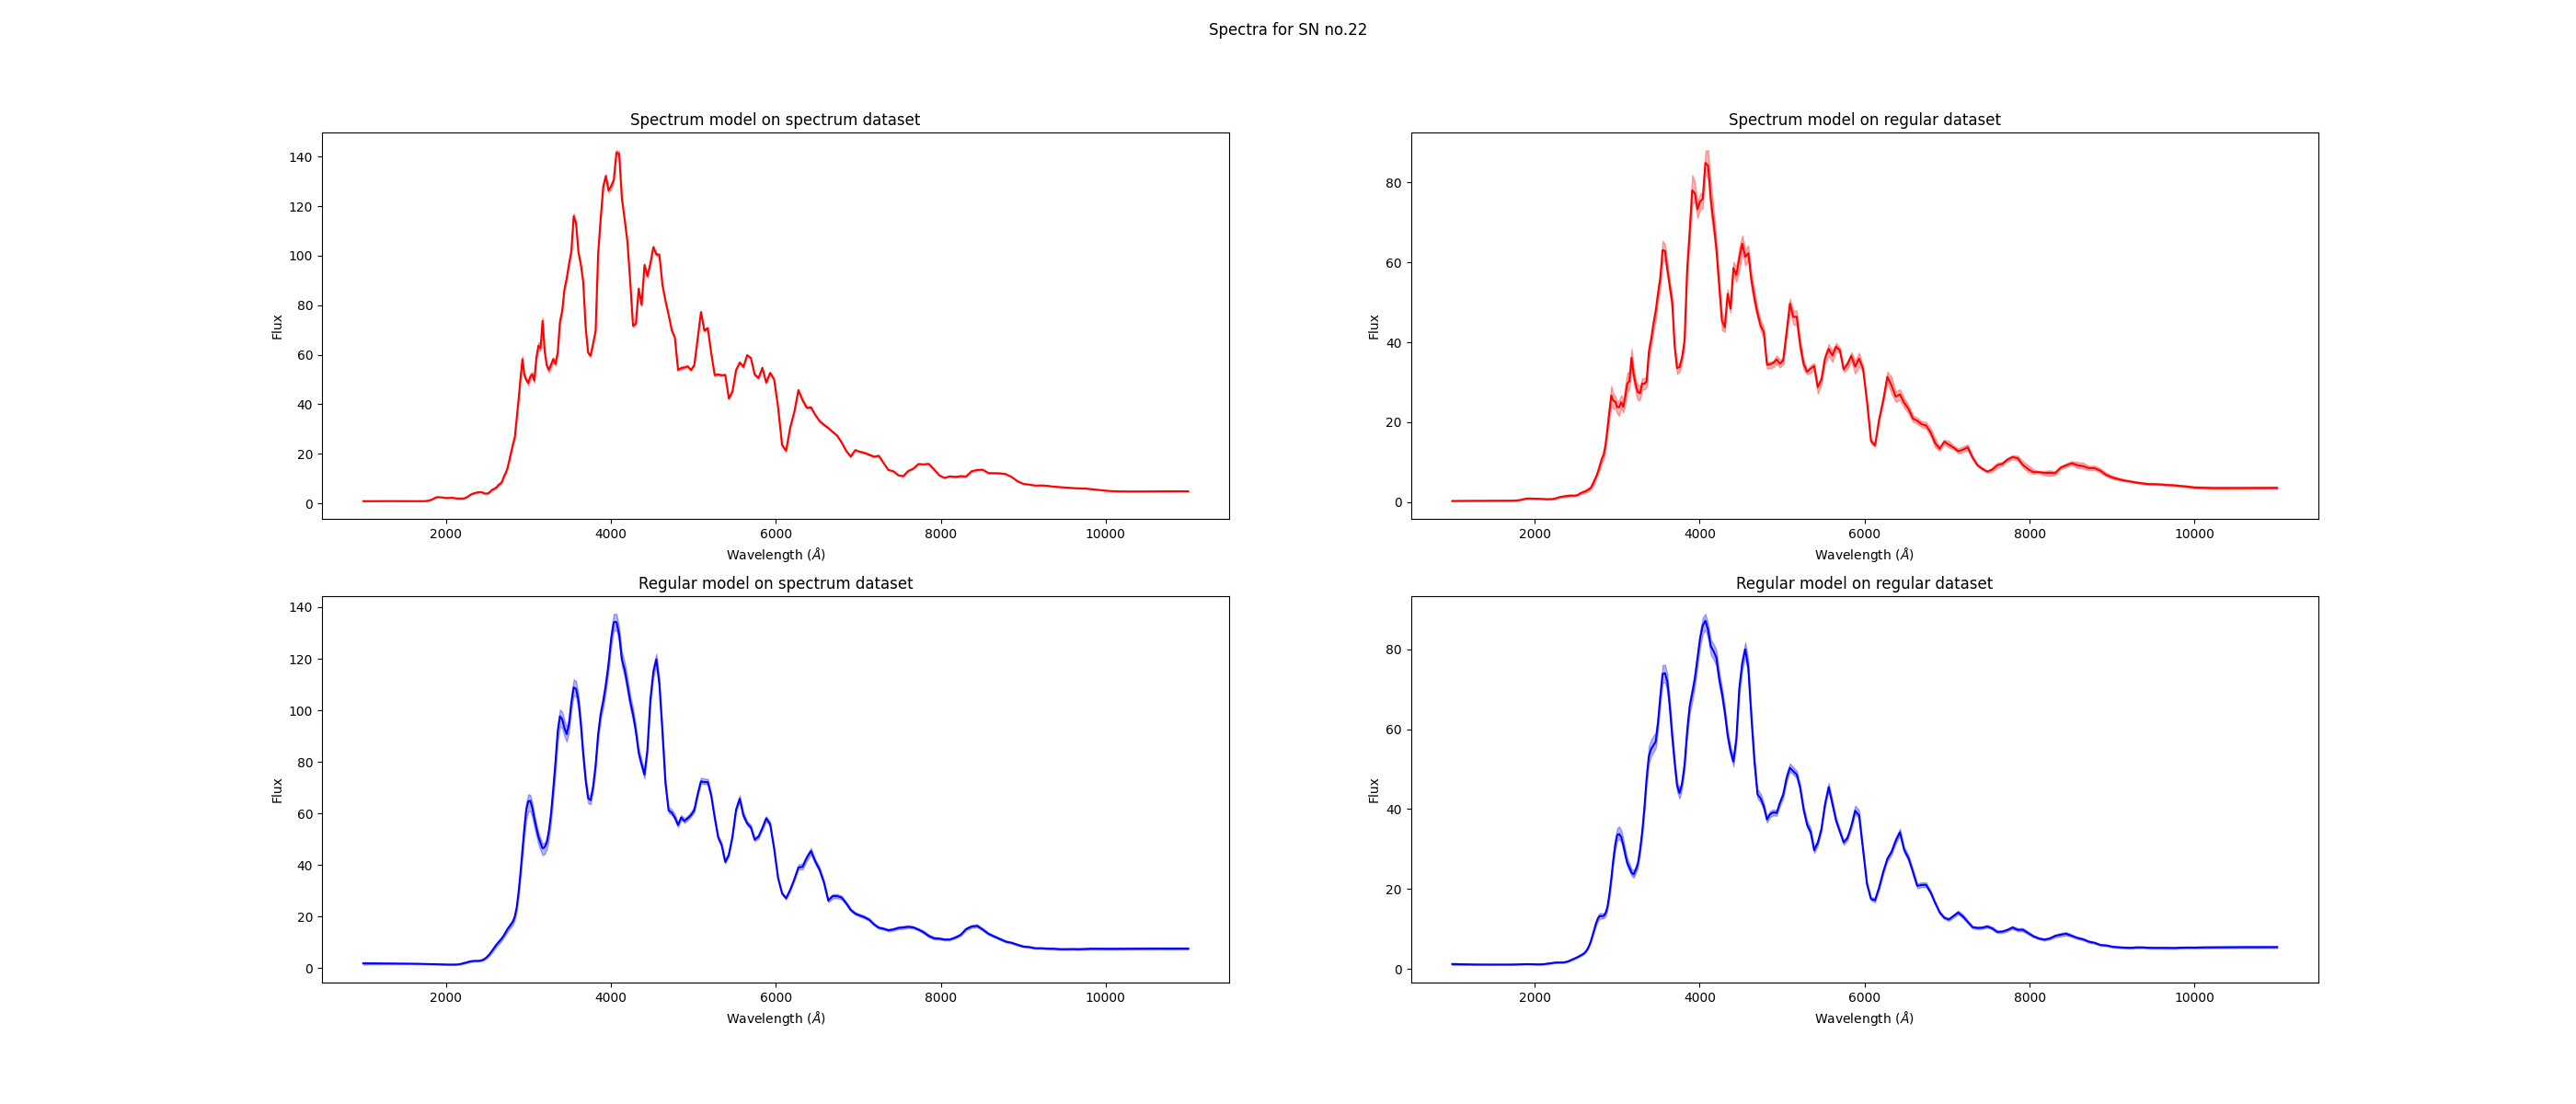 Spectra for SN no.22
Spectrum model on spectrum dataset
140
120
100
80
60
40
20
0
Flux
2000 4000 6000 8000 10000
Wavelength (Å)
Spectrum model on regular dataset
80
60
40
20
0
Flux
2000 4000 6000 8000 10000
Wavelength (Å)
Regular model on spectrum dataset
140
120
100
80
60
40
20
0
Flux
2000 4000 6000 8000 10000
Wavelength (Å)
Regular model on regular dataset
80
60
40
20
0
Flux
2000 4000 6000 8000 10000
Wavelength (Å)